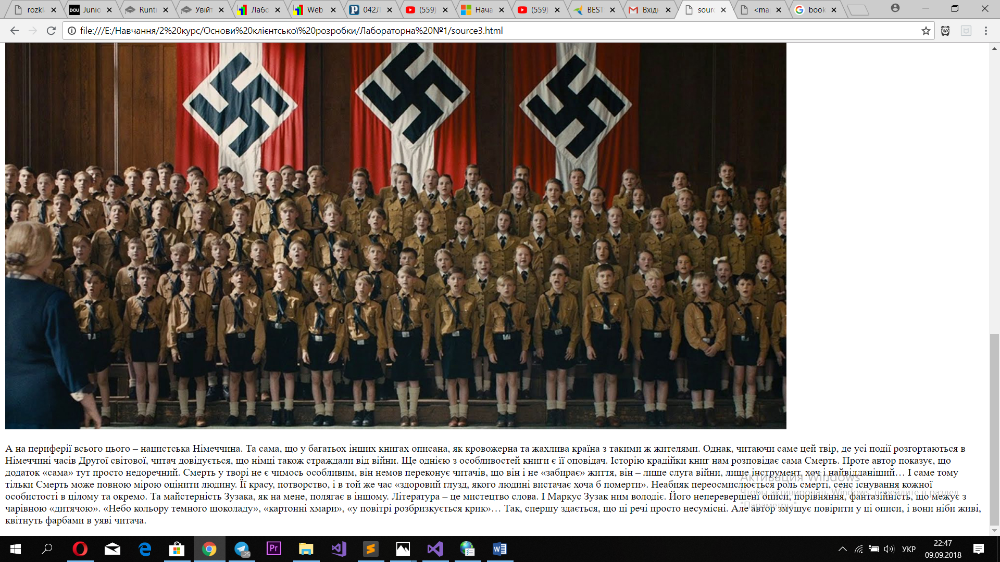 rozkl
DOU Junio
Runti
Увійт
Лабо
Web
042Л
(559)
Нача
(559)
BEST
Вхідн
sourc
<ma
book
file:///E:/Навчання/2%20курс/Основи%20клієнтської%20розробки/Лабораторна%20№1/source3.html
А на периферії всього цього – нацистська Німеччина. Та сама, що у багатьох інших книгах описана, як кровожерна та жахлива країна з такими ж жителями. Однак, читаючи саме цей твір, де усі події розгортаються в
Німеччині часів Другої світової, читач довідується, що німці також страждали від війни. Ще однією з особливостей книги є її оповідач. Історію крадійки книг нам розповідає сама Смерть. Проте автор показує, що
додаток «сама» тут просто недоречний. Смерть у творі не є чимось особливим, він немов переконує читачів, що він і не «забирає» життя, він – лише слуга війни, лише інструмент, хоч і найвідданіший… І саме тому
тільки Смерть може повною мірою оцінити людину. Її красу, потворство, і в той же час «здоровий глузд, якого людині вистачає хоча б померти». Неабияк переосмислюється роль смерті, сенс існування кожної
особистості в цілому та окремо. Та майстерність Зузака, як на мене, полягає в іншому. Література – це мистецтво слова. І Маркус Зузак ним володіє. Його неперевершені описи, порівняння, фантазійність, що межує з
чарівною «дитячою». «Небо кольору темного шоколаду», «картонні хмари», «у повітрі розбризкується крик»… Так, спершу здається, що ці речі просто несумісні. Але автор змушує повірити у ці описи, і вони ніби живі,
квітнуть фарбами в уяві читача.
Активация Windows
Чтобы активировать Windows, перейдите в раздел
"Параметры".
Pr
25
УКР
22:47
09.09.2018